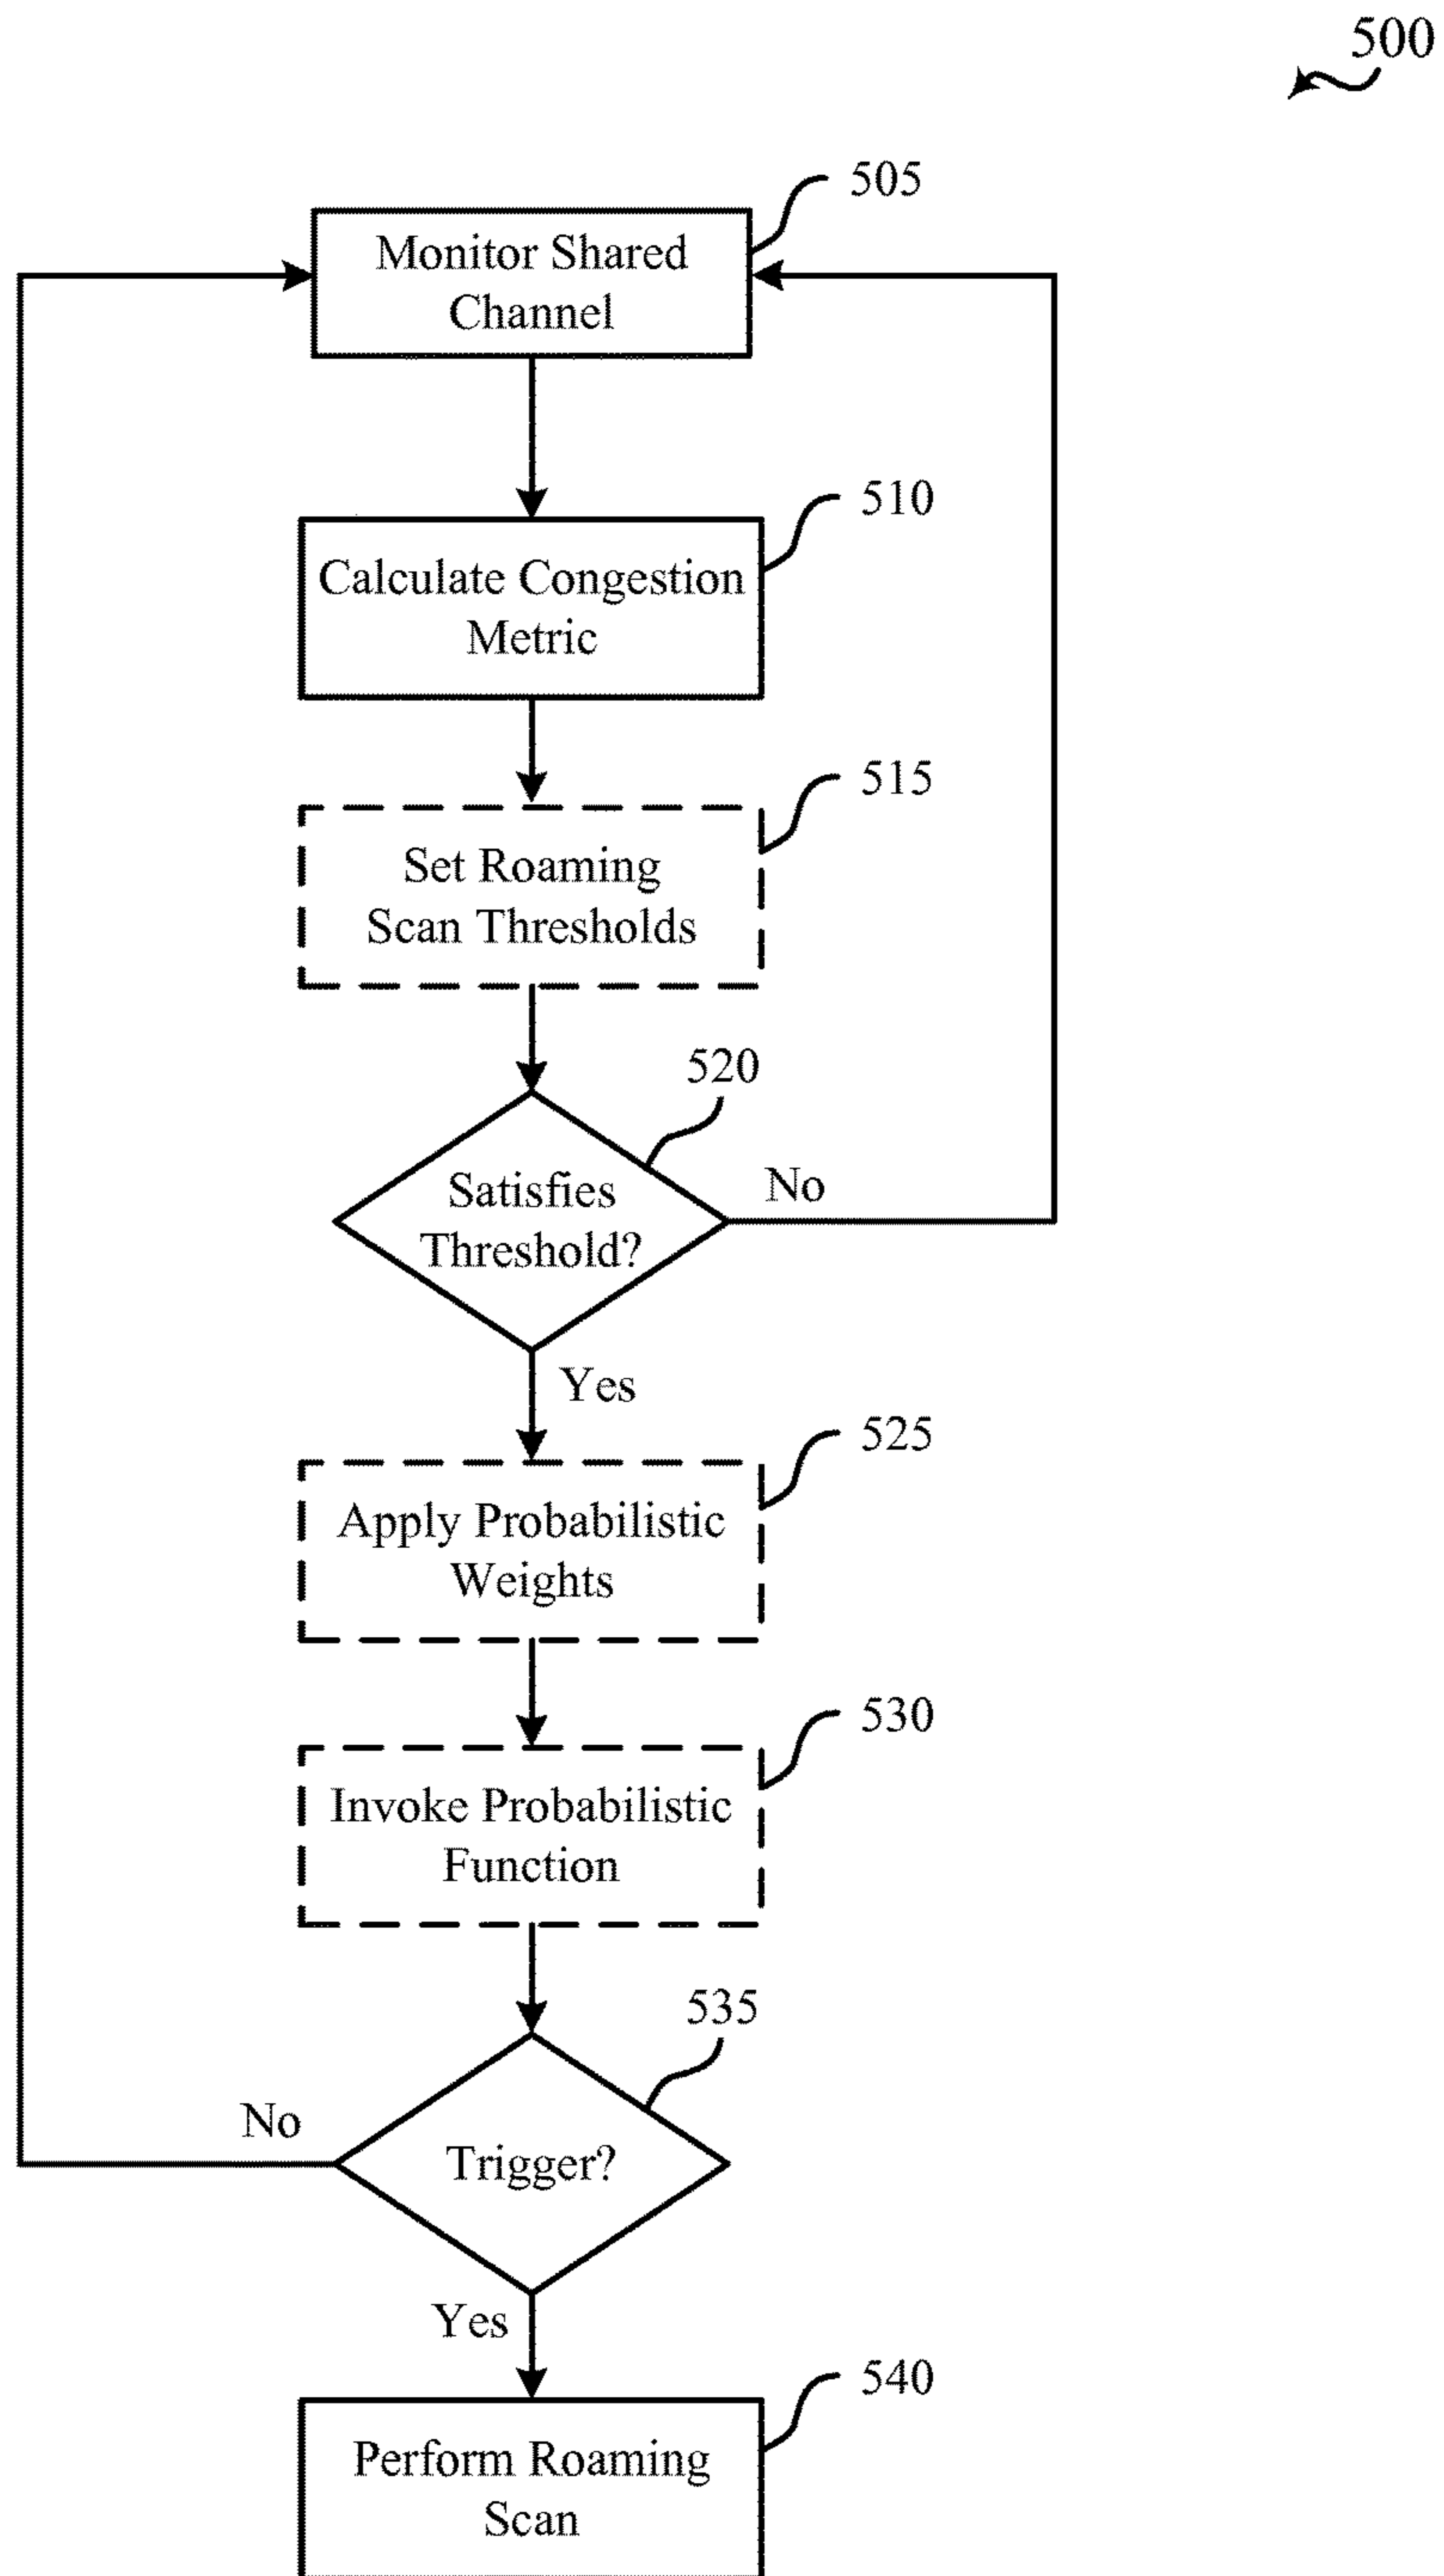 500
505
Monitor Shared
Channel
510
Calculate Congestion
Metric
515
Set Roaming
Scan Thresholds
520
Satisfies
Threshold?
No
Yes
525
Apply Probabilistic
Weights
530
Invoke Probabilistic
Function
535
No
Trigger?
Yes
540
Perform Roaming
Scan